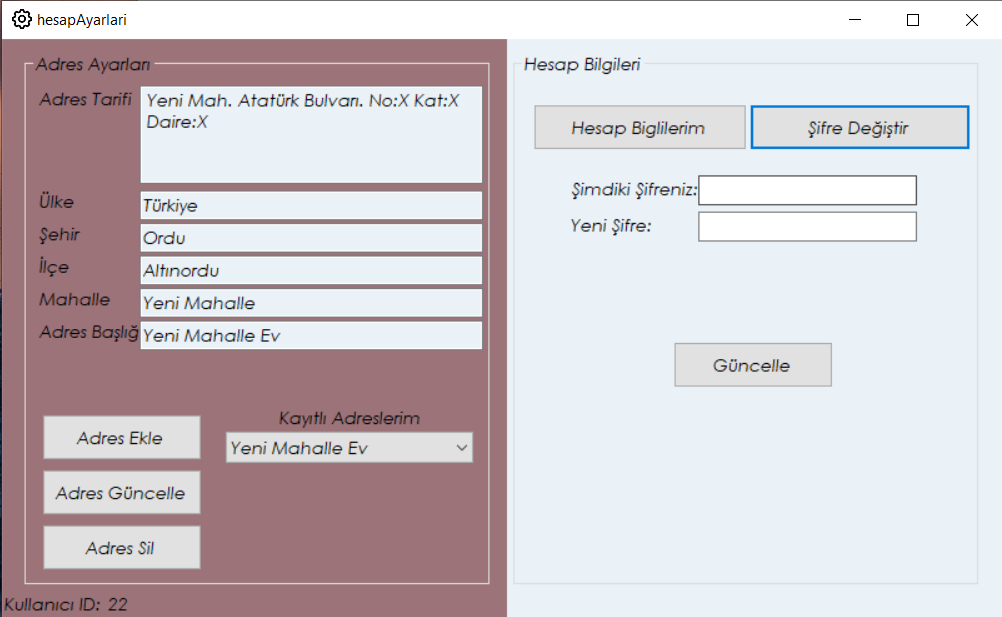 hesapAyarlari
Adres Ayarları
Adres Tarifi
Yeni Mah. Atatürk Bulvarı. No:X Kat:X
Daire:X
Ülke
Türkiye
Şehir
Ordu
İlçe
Altınordu
Mahalle
Yeni Mahalle
Adres Başlığ
Yeni Mahalle Ev
Adres Ekle
Kayıtlı Adreslerim
Yeni Mahalle Ev
Adres Güncelle
Adres Sil
Kullanıcı ID: 22
Hesap Bilgileri
Hesap Biglilerim
Şifre Değiştir
Şimdiki Şifreniz:
Yeni Şifre:
Güncelle